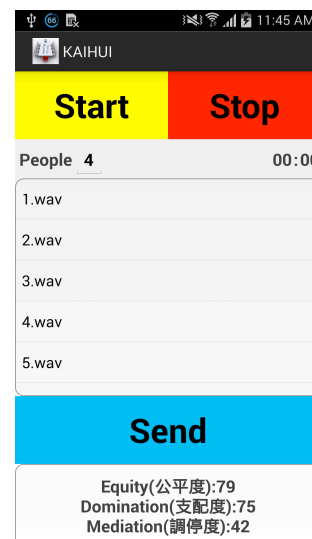 66 11:45 AM
KAIHUI
Start Stop
People 4 00:00
1.wav
2.wav
3.wav
4.wav
5.wav
Send
Equity(公平度):79
Domination(支配度):75
Mediation(調停度):42